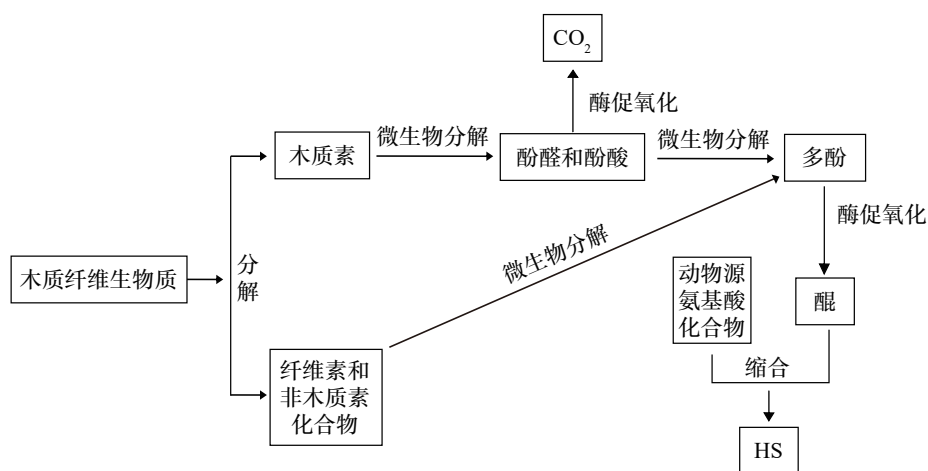 CO₂
酶促氧化
木质素
微生物分解
酚醛和酚酸
微生物分解
多酚
酶促氧化
木质纤维生物质
分
解
微生物分解
动物源
氨基酸
化合物
醌
纤维素和
非木质素
化合物
缩合
HS